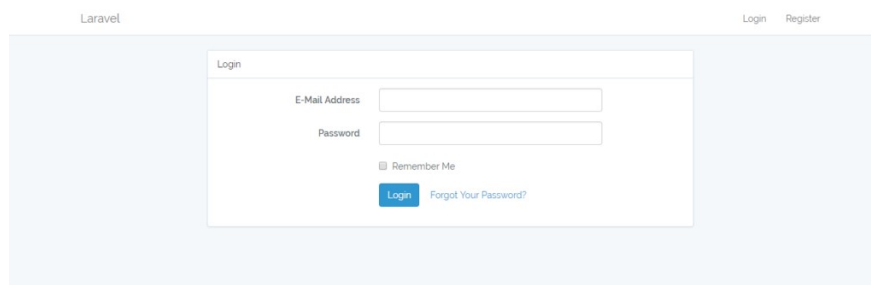 Laravel Login Register
Login
E-Mail Address
Password
Remember Me
Login Forgot Your Password?